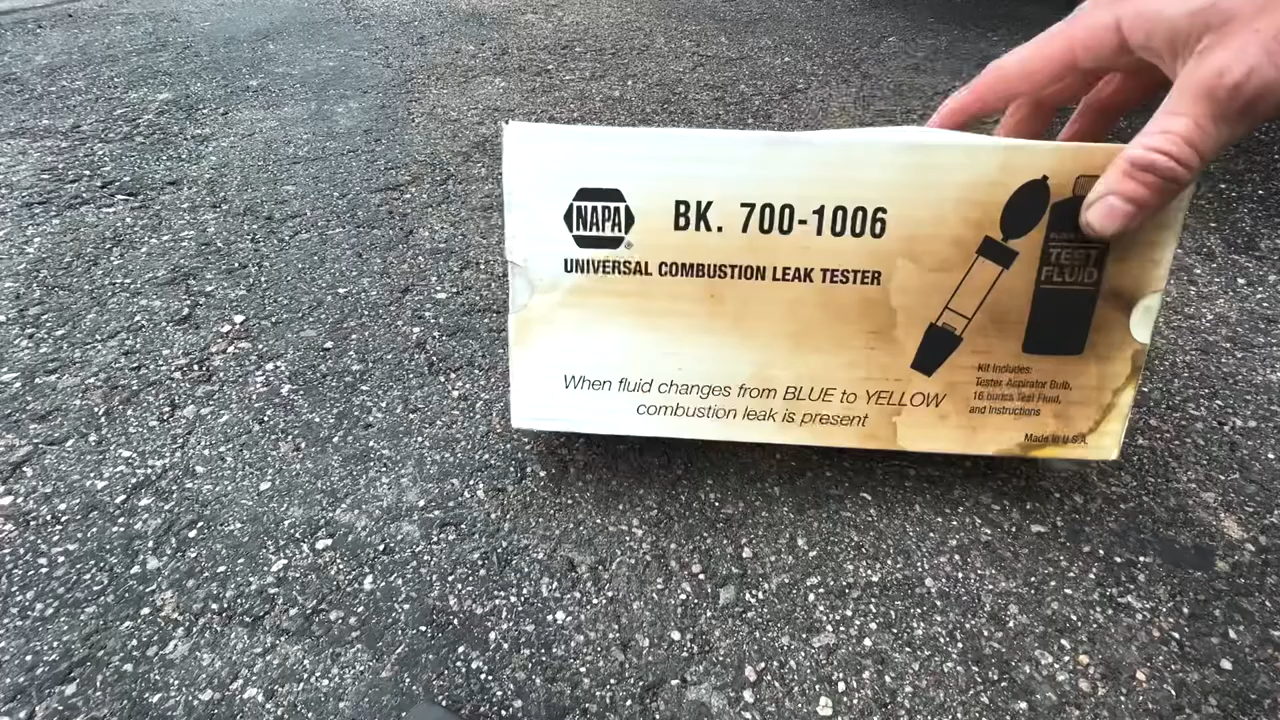 NAPA
®
BK. 700-1006
UNIVERSAL COMBUSTION LEAK TESTER
TEST
FLUID
When fluid changes from BLUE to YELLOW
combustion leak is present
Kit Includes:
Tester Aspirator Bulb,
16 ounce Test Fluid,
and Instructions
Made in U.S.A.